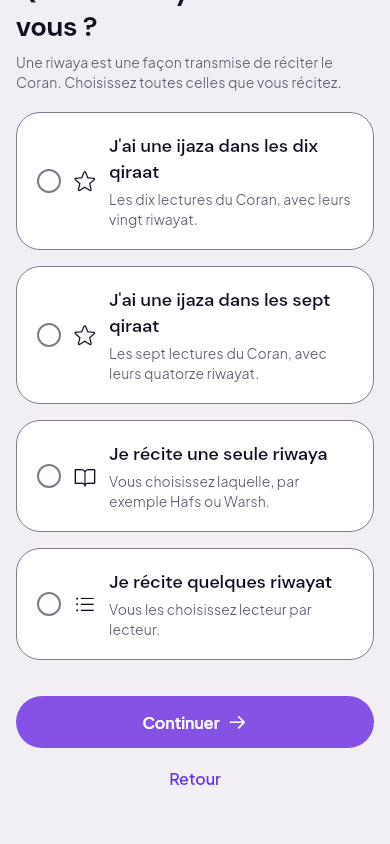 vous ?
Une riwaya est une façon transmise de réciter le
Coran. Choisissez toutes celles que vous récitez.
J'ai une ijaza dans les dix
qiraat
Les dix lectures du Coran, avec leurs
vingt riwayat.
J'ai une ijaza dans les sept
qiraat
Les sept lectures du Coran, avec
leurs quatorze riwayat.
Je récite une seule riwaya
Vous choisissez laquelle, par
exemple Hafs ou Warsh.
Je récite quelques riwayat
Vous les choisissez lecteur par
lecteur.
Continuer
Retour